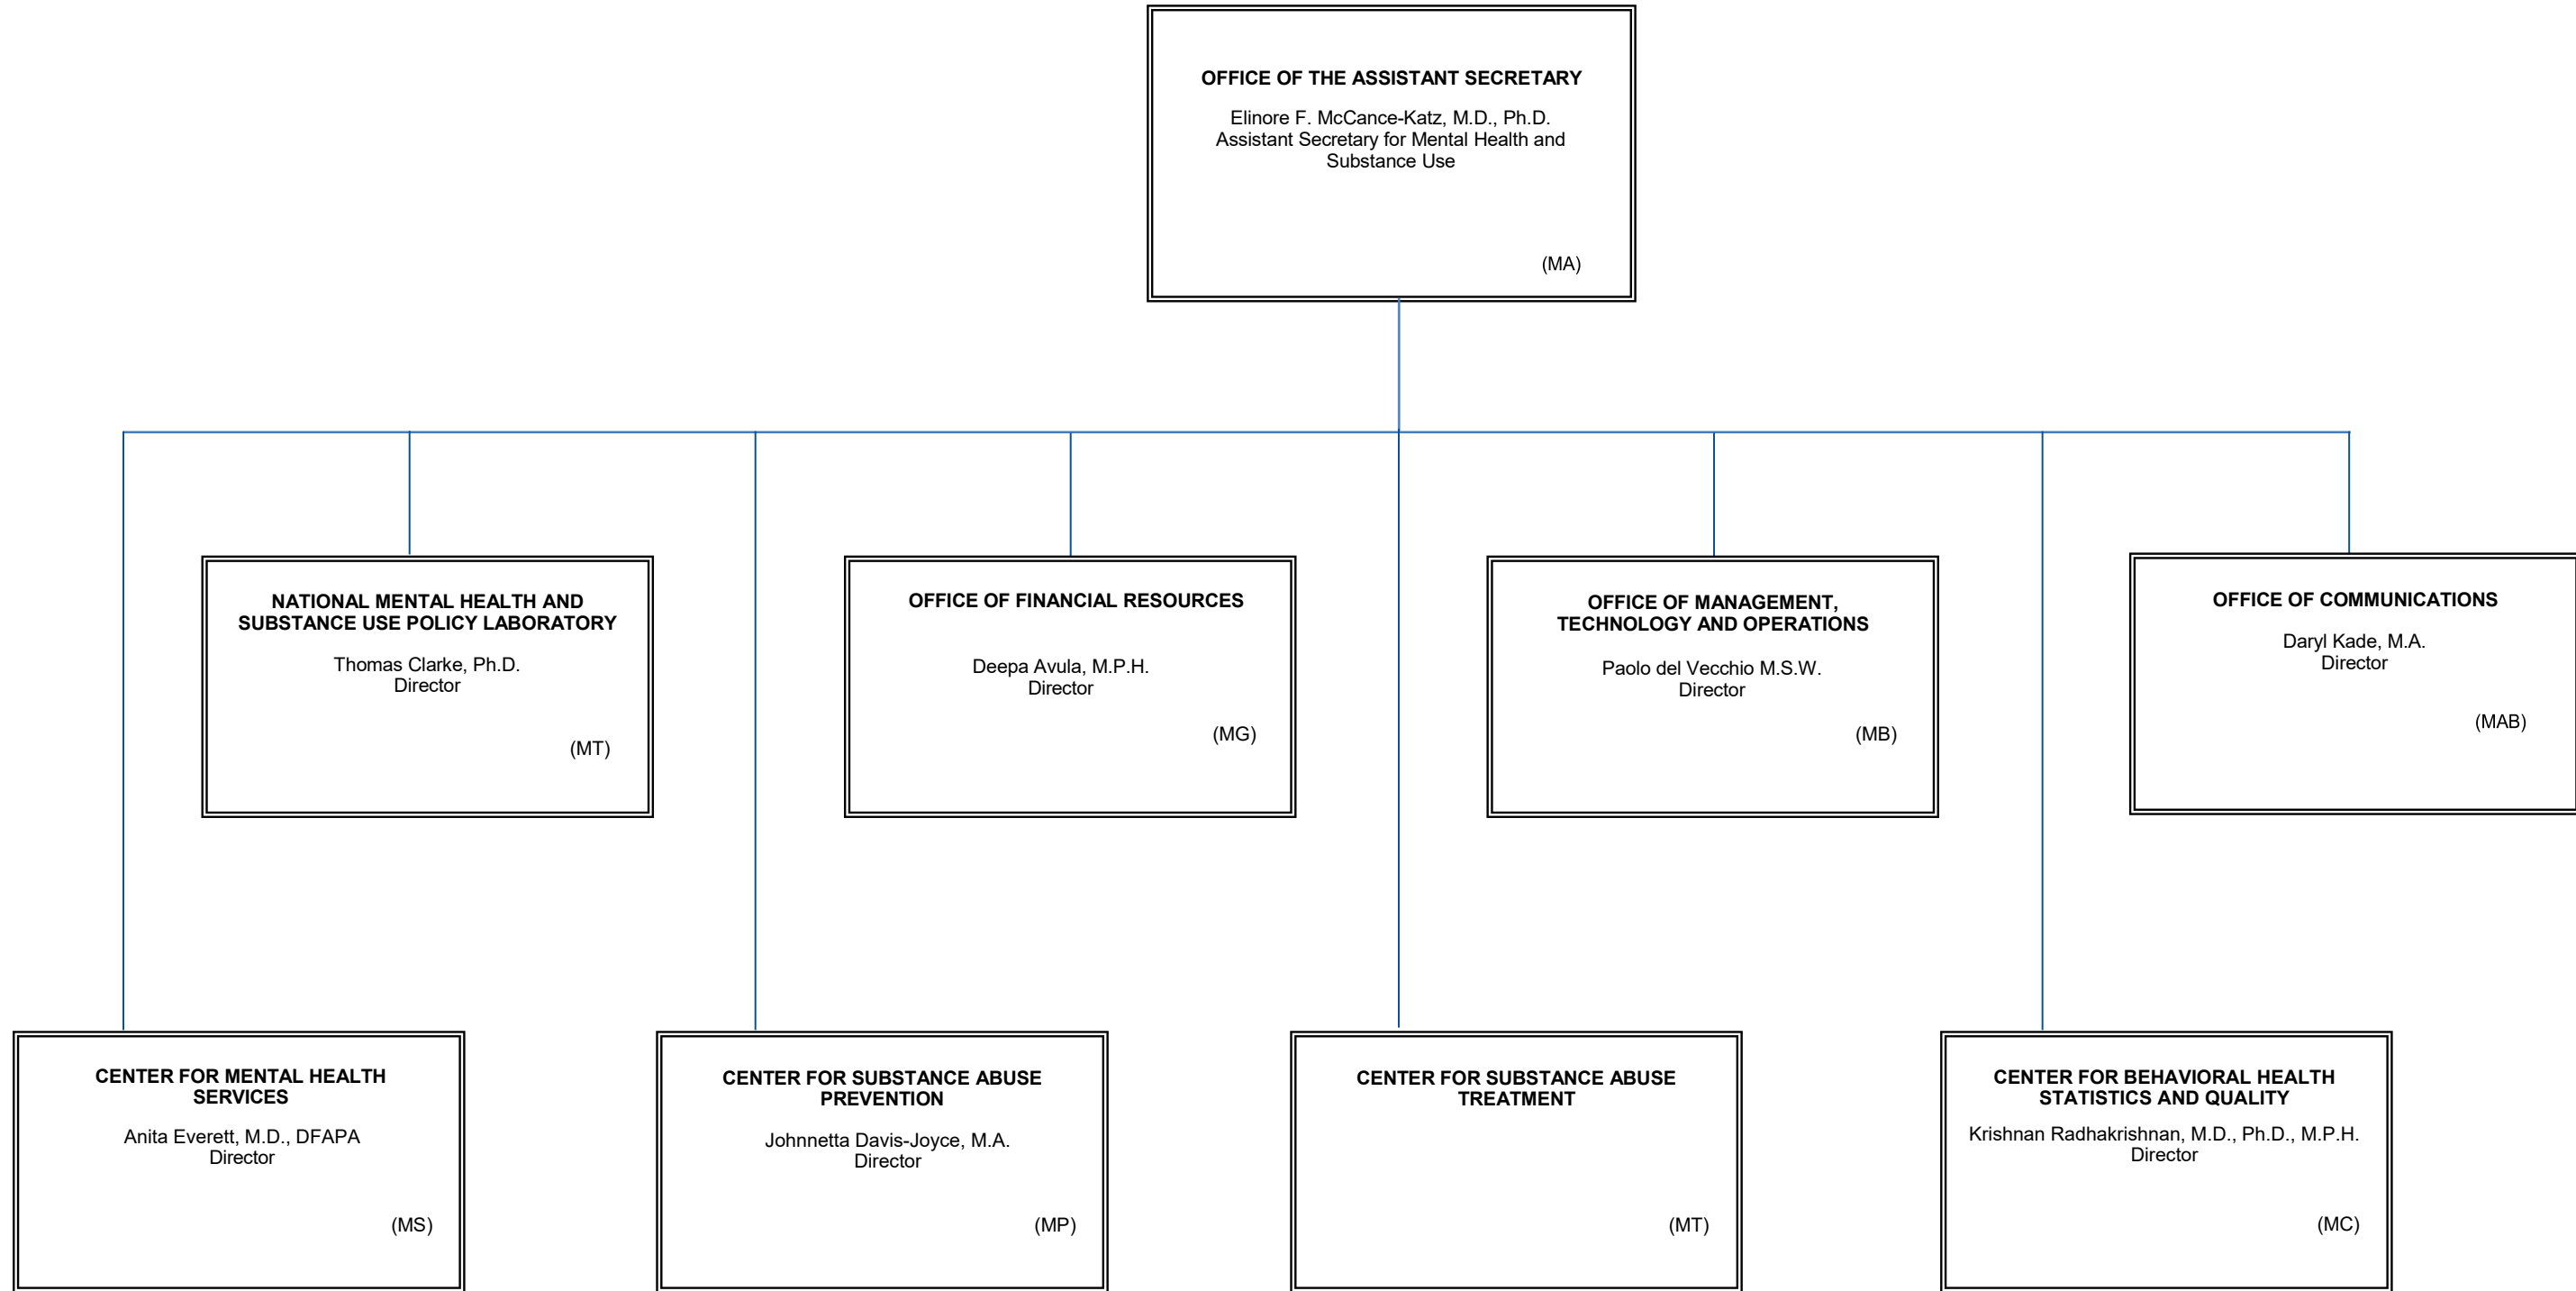 OFFICE OF THE ASSISTANT SECRETARY
Elinore F. McCance-Katz, M.D., Ph.D.
Assistant Secretary for Mental Health and
Substance Use
(MA)
NATIONAL MENTAL HEALTH AND
SUBSTANCE USE POLICY LABORATORY
Thomas Clarke, Ph.D.
Director
(MT)
OFFICE OF FINANCIAL RESOURCES
Deepa Avula, M.P.H.
Director
(MG)
OFFICE OF MANAGEMENT,
TECHNOLOGY AND OPERATIONS
Paolo del Vecchio M.S.W.
Director
(MB)
OFFICE OF COMMUNICATIONS
Daryl Kade, M.A.
Director
(MAB)
CENTER FOR MENTAL HEALTH
SERVICES
Anita Everett, M.D., DFAPA
Director
(MS)
CENTER FOR SUBSTANCE ABUSE
PREVENTION
Johnnetta Davis-Joyce, M.A.
Director
(MP)
CENTER FOR SUBSTANCE ABUSE
TREATMENT
(MT)
CENTER FOR BEHAVIORAL HEALTH
STATISTICS AND QUALITY
Krishnan Radhakrishnan, M.D., Ph.D., M.P.H.
Director
(MC)